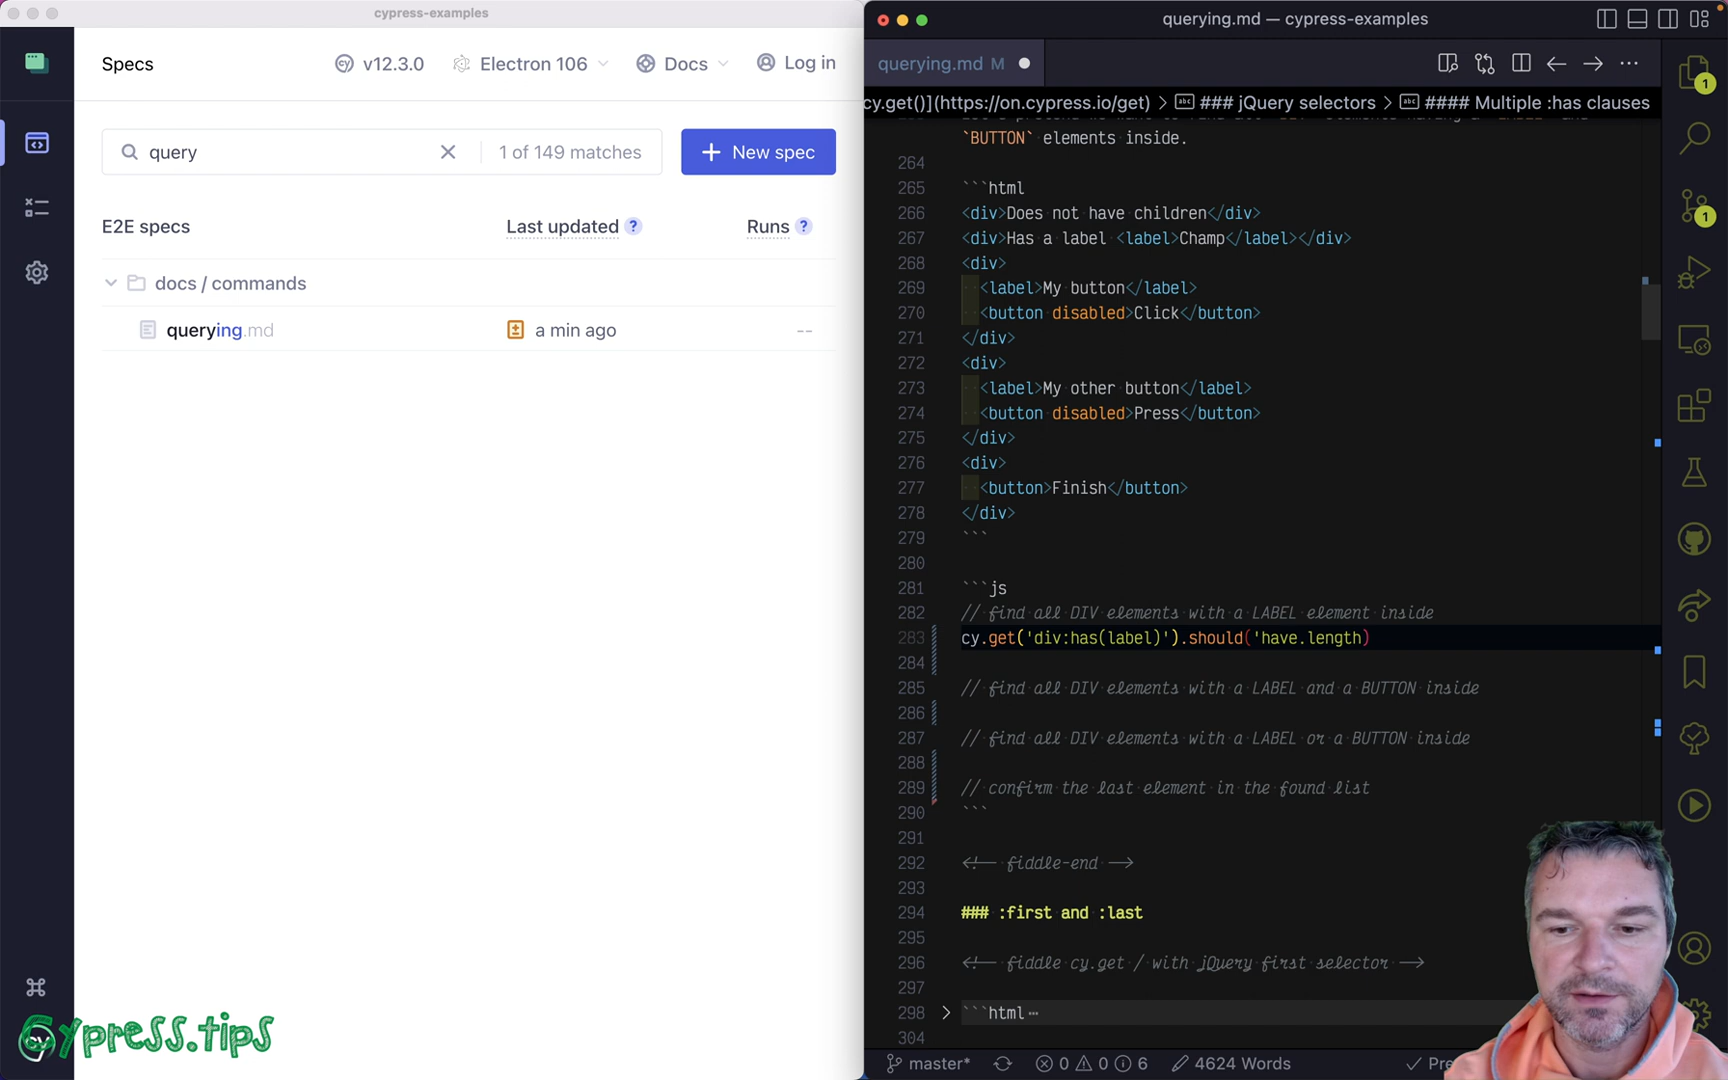 cypress-examples
Specs
v12.3.0
Electron 106
Docs
Log in
query
1 of 149 matches
New spec
E2E specs
Last updated
?
Runs
?
docs / commands
querying.md
a min ago
--
Cypress.tips
querying.md — cypress-examples
querying.md M
cy.get()](https://on.cypress.io/get) > ### jQuery selectors > #### Multiple :has clauses
`BUTTON` elements inside.
264
265 ```html
266 <div>Does not have children</div>
267 <div>Has a label <label>Champ</label></div>
268 <div>
269 <label>My button</label>
270 <button disabled>Click</button>
271 </div>
272 <div>
273 <label>My other button</label>
274 <button disabled>Press</button>
275 </div>
276 <div>
277 <button>Finish</button>
278 </div>
279 ```
280
281 ```js
282 // find all DIV elements with a LABEL element inside
283 cy.get('div:has(label)').should('have.length)
284
285 // find all DIV elements with a LABEL and a BUTTON inside
286
287 // find all DIV elements with a LABEL or a BUTTON inside
288
289 // confirm the last element in the found list
290 ```
291
292 <!-- fiddle-end -->
293
294 ### :first and :last
295
296 <!-- fiddle cy.get / with jQuery first selector -->
297
298 ```html ...
304
1
1
master* 0 0 6 4624 Words